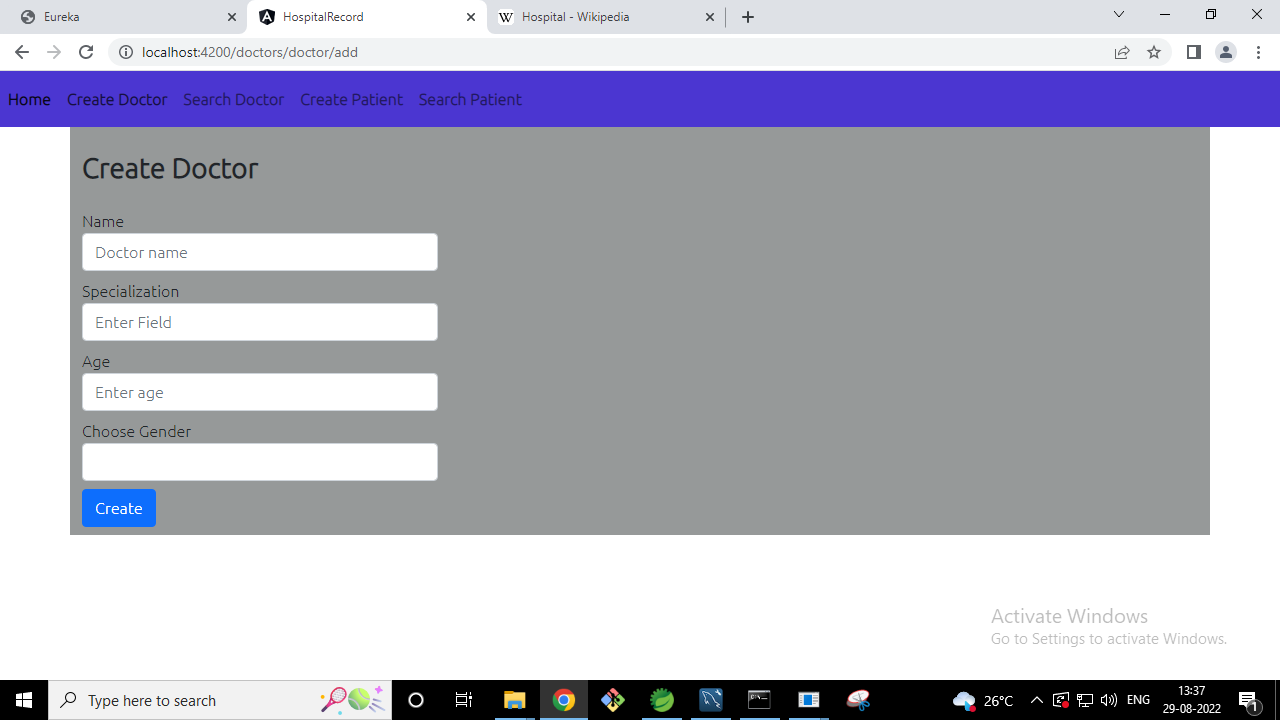 Eureka
HospitalRecord
W Hospital - Wikipedia
localhost:4200/doctors/doctor/add
Home Create Doctor Search Doctor Create Patient Search Patient
Create Doctor
Name
Doctor name
Specialization
Enter Field
Age
Enter age
Choose Gender
Create
Activate Windows
Go to Settings to activate Windows.
Type here to search
26°C
ENG
13:37
29-08-2022
1